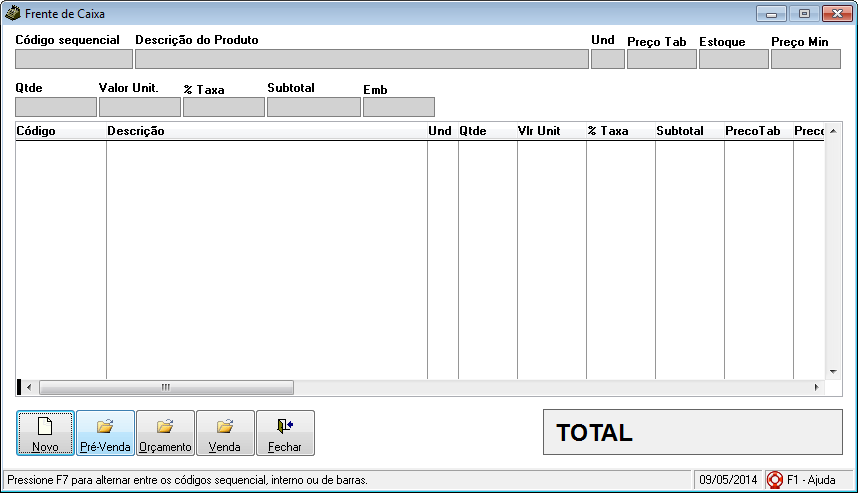 Frente de Caixa
Código sequencial Descrição do Produto Und Preço Tab Estoque Preço Min
Qtde Valor Unit. % Taxa Subtotal Emb
Código Descrição Und Qtde Vlr Unit % Taxa Subtotal PrecoTab Preco
Novo Pré-Venda Orçamento Venda Fechar
TOTAL
Pressione F7 para alternar entre os códigos sequencial, interno ou de barras. 09/05/2014 F1 - Ajuda